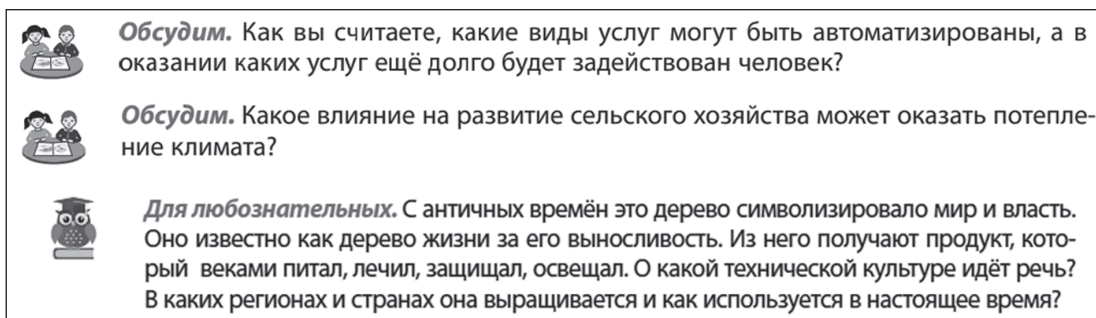 Обсудим. Как вы считаете, какие виды услуг могут быть автоматизированы, а в
оказании каких услуг ещё долго будет задействован человек?
Обсудим. Какое влияние на развитие сельского хозяйства может оказать потепле-
ние климата?
Для любознательных. С античных времён это дерево символизировало мир и власть.
Оно известно как дерево жизни за его выносливость. Из него получают продукт, кото-
рый веками питал, лечил, защищал, освещал. О какой технической культуре идёт речь?
В каких регионах и странах она выращивается и как используется в настоящее время?